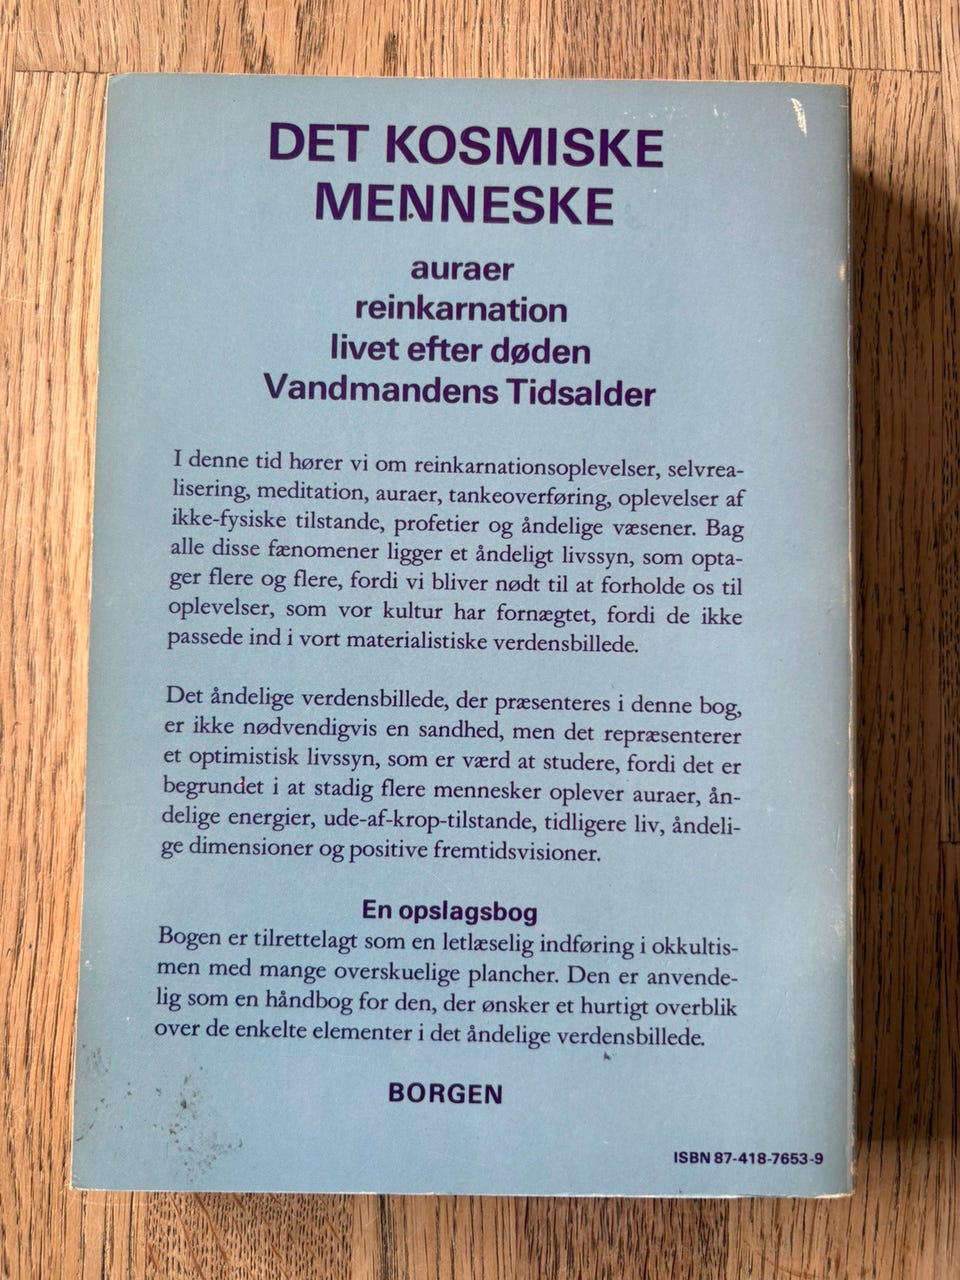 DET KOSMISKE
MENNESKE
auraer
reinkarnation
livet efter døden
Vandmandens Tidsalder
I denne tid hører vi om reinkarnationsoplevelser, selvrea-
lisering, meditation, auraer, tankeoverføring, oplevelser af
ikke-fysiske tilstande, profetier og åndelige væsener. Bag
alle disse fænomener ligger et åndeligt livssyn, som opta-
ger flere og flere, fordi vi bliver nødt til at forholde os til
oplevelser, som vor kultur har fornægtet, fordi de ikke
passede ind i vort materialistiske verdensbillede.
Det åndelige verdensbillede, der præsenteres i denne bog,
er ikke nødvendigvis en sandhed, men det repræsenterer
et optimistisk livssyn, som er værd at studere, fordi det er
begrundet i at stadig flere mennesker oplever auraer, ån-
delige energier, ude-af-krop-tilstande, tidligere liv, åndeli-
ge dimensioner og positive fremtidsvisioner.
En opslagsbog
Bogen er tilrettelagt som en letlæselig indføring i okkultis-
men med mange overskuelige plancher. Den er anvende-
lig som en håndbog for den, der ønsker et hurtigt overblik
over de enkelte elementer i det åndelige verdensbillede.
BORGEN
ISBN 87-418-7653-9